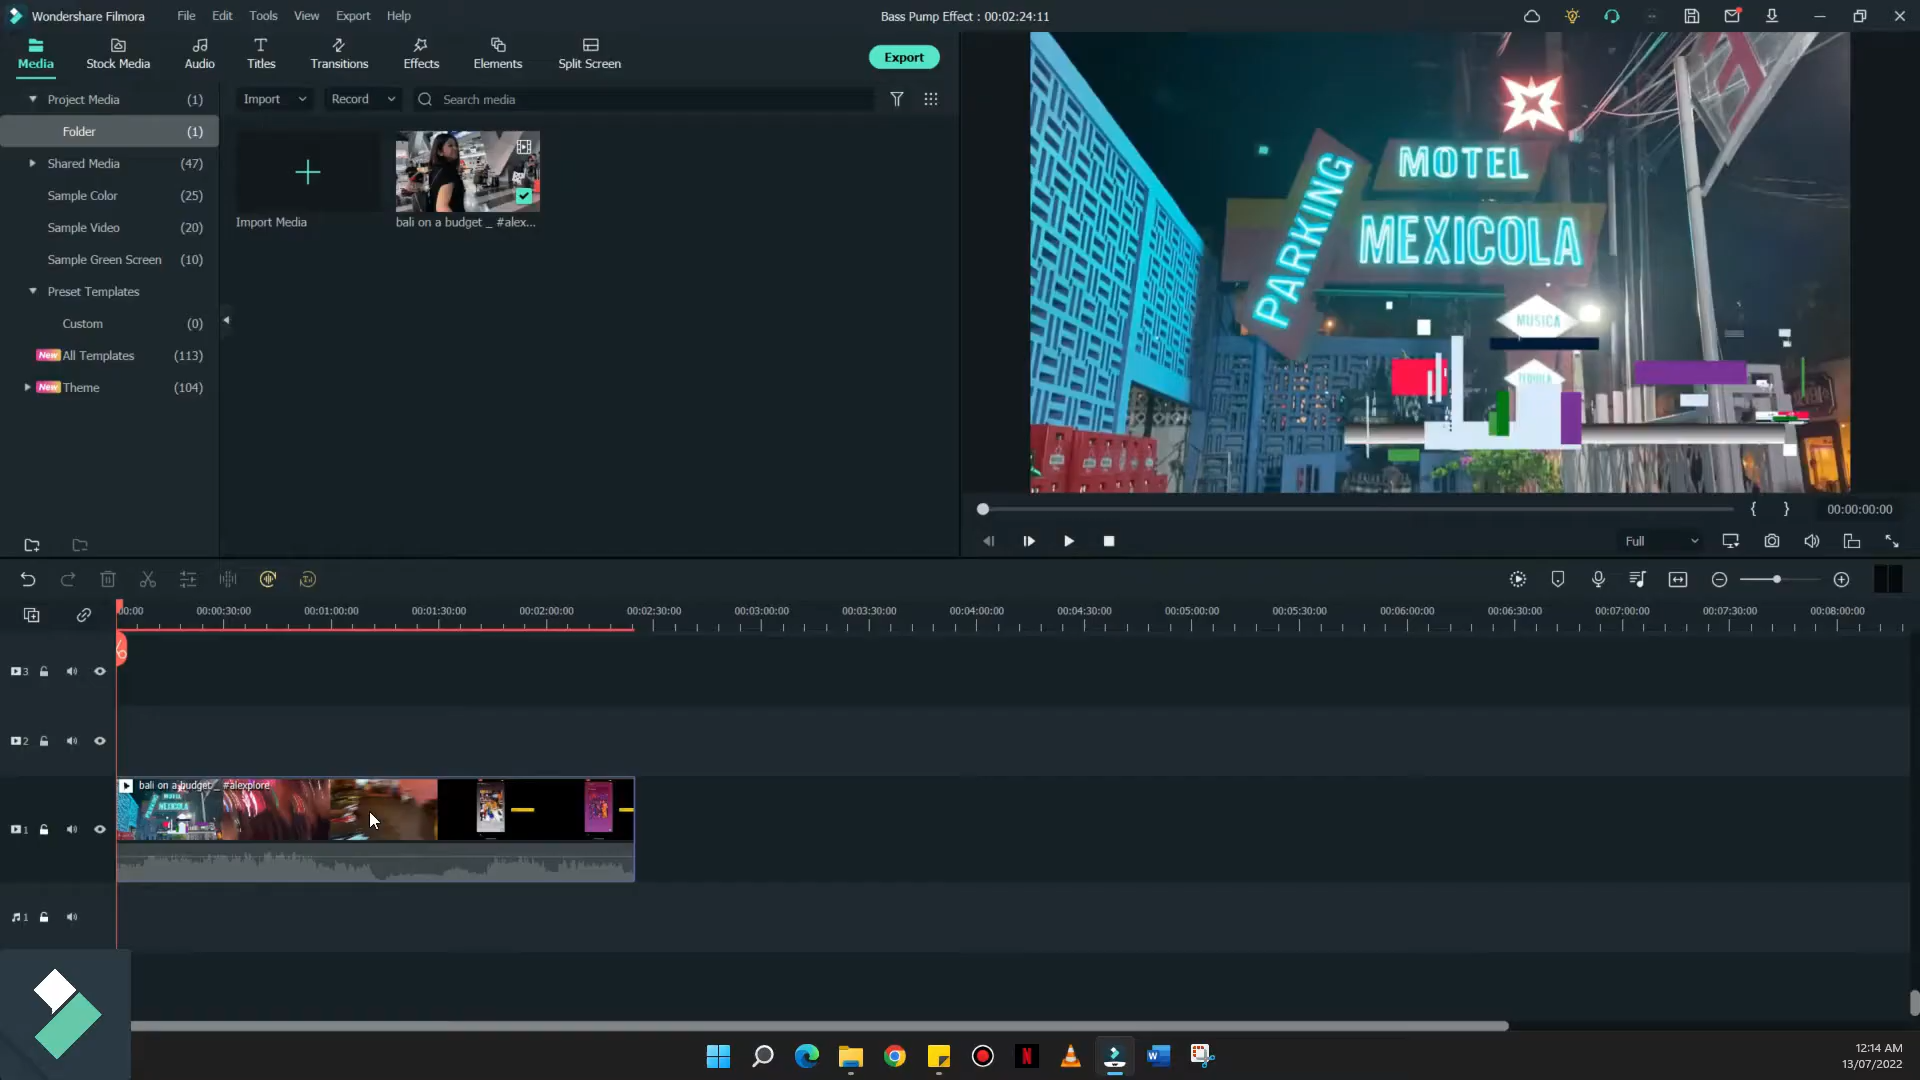 Wondershare Filmora File Edit Tools View Export Help Bass Pump Effect : 00:02:24:11
Media Stock Media Audio Titles Transitions Effects Elements Split Screen Export
Project Media (1)
Folder (1)
Shared Media (47)
Sample Color (25)
Sample Video (20)
Sample Green Screen (10)
Preset Templates
Custom (0)
New All Templates (113)
New Theme (104)
Import Record Search media
Import Media bali on a budget _ #alex...
MOTEL
PARKING
MEXICOLA
MUSICA
TEQUILA
{ } 00:00:00:00
Full
00:00 00:00:30:00 00:01:00:00 00:01:30:00 00:02:00:00 00:02:30:00 00:03:00:00 00:03:30:00 00:04:00:00 00:04:30:00 00:05:00:00 00:05:30:00 00:06:00:00 00:06:30:00 00:07:00:00 00:07:30:00 00:08:00:00
3
2
bali on a budget _ #alexplore
MOTEL
MEXICOLA
1
1
N W
12:14 AM
13/07/2022